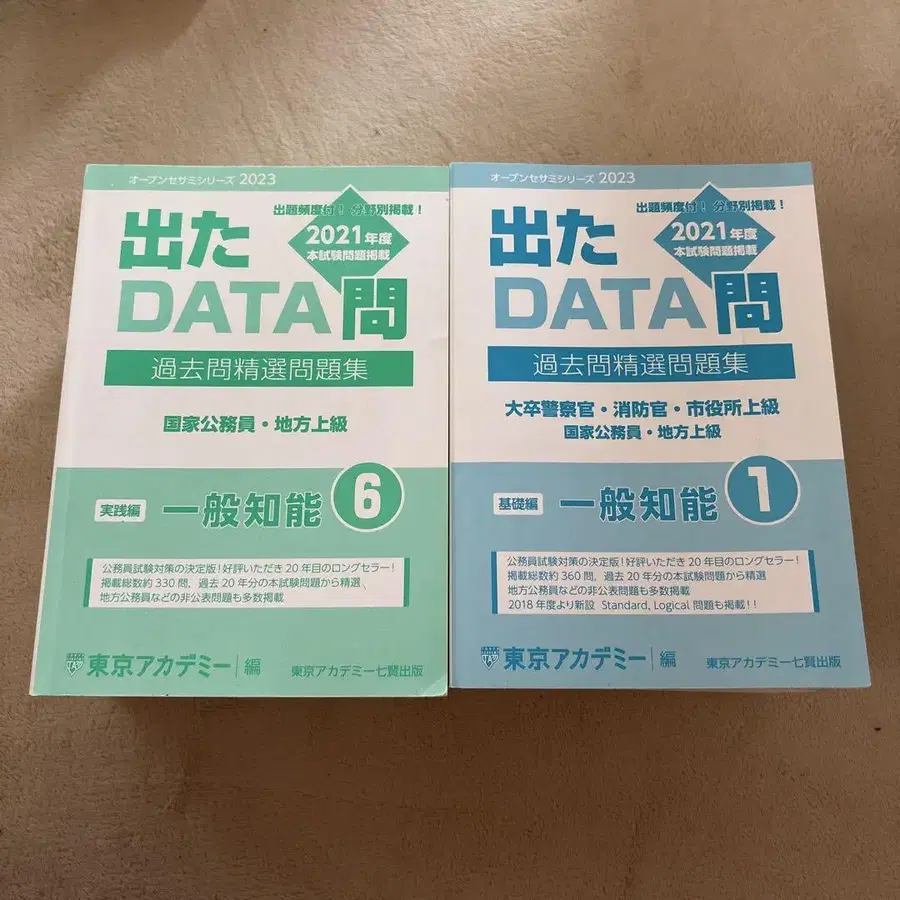 オープンセサミシリーズ 2023
出題頻度付！ 分野別掲載！
2021年度
本試験問題掲載
出た
DATA問
過去問精選問題集
国家公務員・地方上級
実践編 一般知能 6
公務員試験対策の決定版！好評いただき20年目のロングセラー！
掲載総数約330問，過去20年分の本試験問題から精選
地方公務員などの非公表問題も多数掲載
東京アカデミー 編 東京アカデミー七賢出版
オープンセサミシリーズ 2023
出題頻度付！ 分野別掲載！
2021年度
本試験問題掲載
出た
DATA問
過去問精選問題集
大卒警察官・消防官・市役所上級
国家公務員・地方上級
基礎編 一般知能 1
公務員試験対策の決定版！好評いただき20年目のロングセラー！
掲載総数約360問，過去20年分の本試験問題から精選
地方公務員などの非公表問題も多数掲載
2018年度より新設 Standard, Logical 問題も掲載！！
東京アカデミー 編 東京アカデミー七賢出版